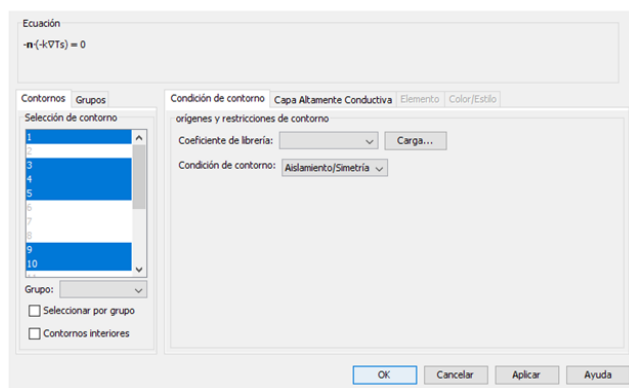 Ecuación
-n·(-k∇Ts) = 0
Contornos Grupos
Condición de contorno Capa Altamente Conductiva Elemento Color/Estilo
Selección de contorno
1
2
3
4
5
6
7
8
9
10
Grupo:
Seleccionar por grupo
Contornos interiores
orígenes y restricciones de contorno
Coeficiente de librería: Carga...
Condición de contorno: Aislamiento/Simetría
OK Cancelar Aplicar Ayuda